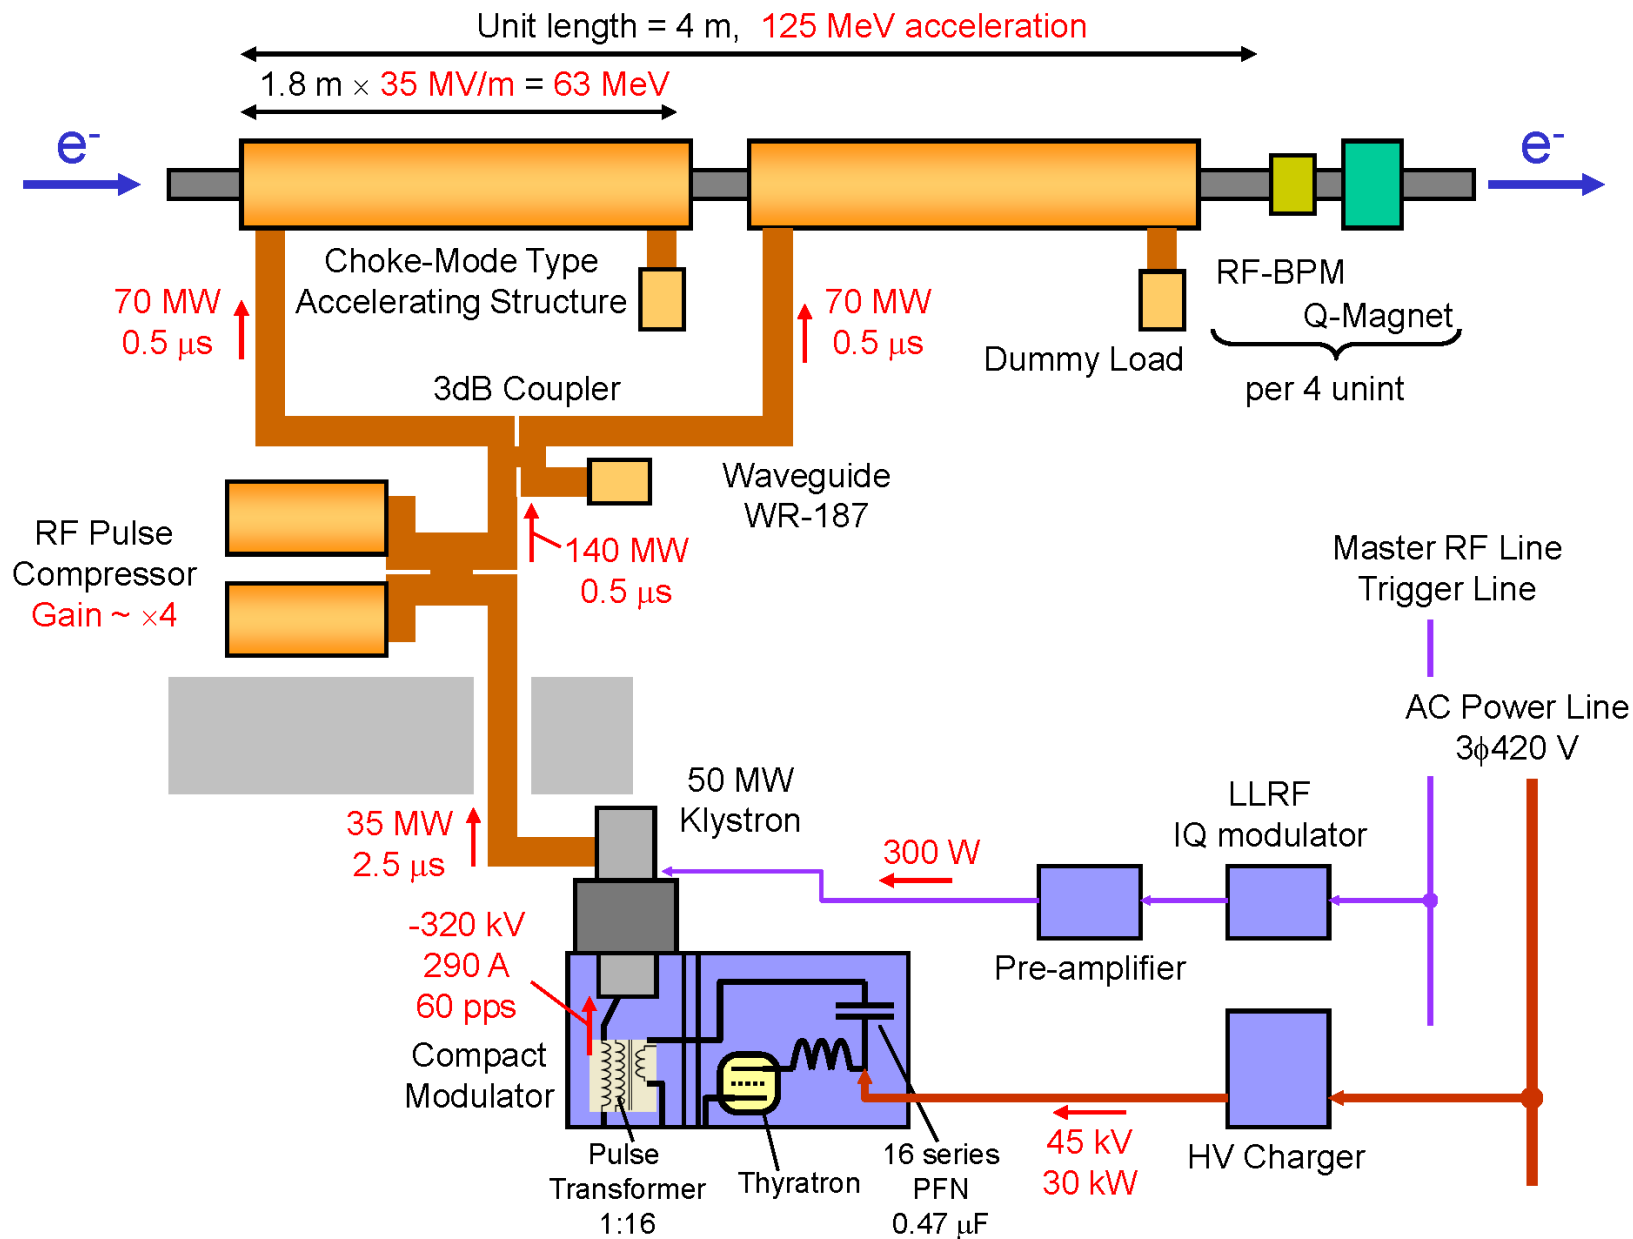 Unit length = 4 m, 125 MeV acceleration
1.8 m × 35 MV/m = 63 MeV
e-
e-
Choke-Mode Type
Accelerating Structure
70 MW
0.5 μs
70 MW
0.5 μs
RF-BPM
Q-Magnet
Dummy Load
per 4 unint
3dB Coupler
Waveguide
WR-187
RF Pulse
Compressor
Gain ~ ×4
140 MW
0.5 μs
Master RF Line
Trigger Line
AC Power Line
3ϕ420 V
50 MW
Klystron
LLRF
IQ modulator
35 MW
2.5 μs
300 W
-320 kV
290 A
60 pps
Pre-amplifier
Compact
Modulator
45 kV
30 kW
HV Charger
Pulse
Transformer
1:16
Thyratron
16 series
PFN
0.47 μF